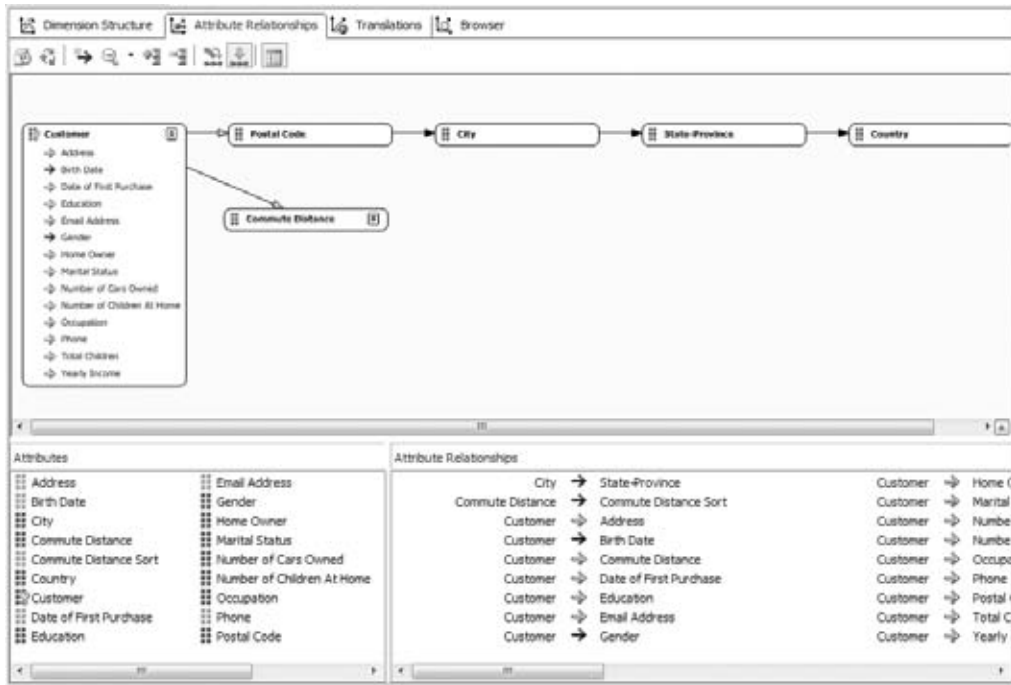 Dimension Structure Attribute Relationships Translations Browser
Customer
Address
Birth Date
Date of First Purchase
Education
Email Address
Gender
Home Owner
Marital Status
Number of Cars Owned
Number of Children At Home
Occupation
Phone
Total Children
Yearly Income
Postal Code
City
State-Province
Country
Commute Distance
Attributes
Address
Birth Date
City
Commute Distance
Commute Distance Sort
Country
Customer
Date of First Purchase
Education
Email Address
Gender
Home Owner
Marital Status
Number of Cars Owned
Number of Children At Home
Occupation
Phone
Postal Code
Attribute Relationships
City State-Province
Commute Distance Commute Distance Sort
Customer Address
Customer Birth Date
Customer Commute Distance
Customer Date of First Purchase
Customer Education
Customer Email Address
Customer Gender
Customer Home
Customer Marital
Customer
Customer
Customer
Customer Phone
Customer Postal
Customer Total
Customer Yearly